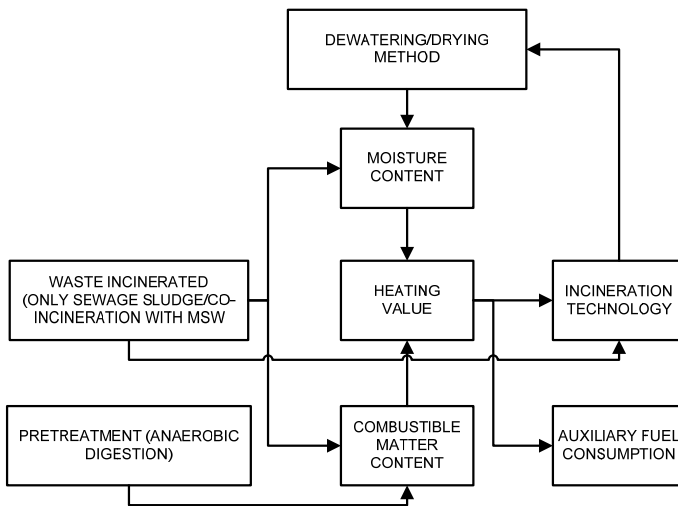 DEWATERING/DRYING
METHOD
MOISTURE
CONTENT
WASTE INCINERATED
(ONLY SEWAGE SLUDGE/CO-
INCINERATION WITH MSW
HEATING
VALUE
INCINERATION
TECHNOLOGY
PRETREATMENT (ANAEROBIC
DIGESTION)
COMBUSTIBLE
MATTER
CONTENT
AUXILIARY FUEL
CONSUMPTION